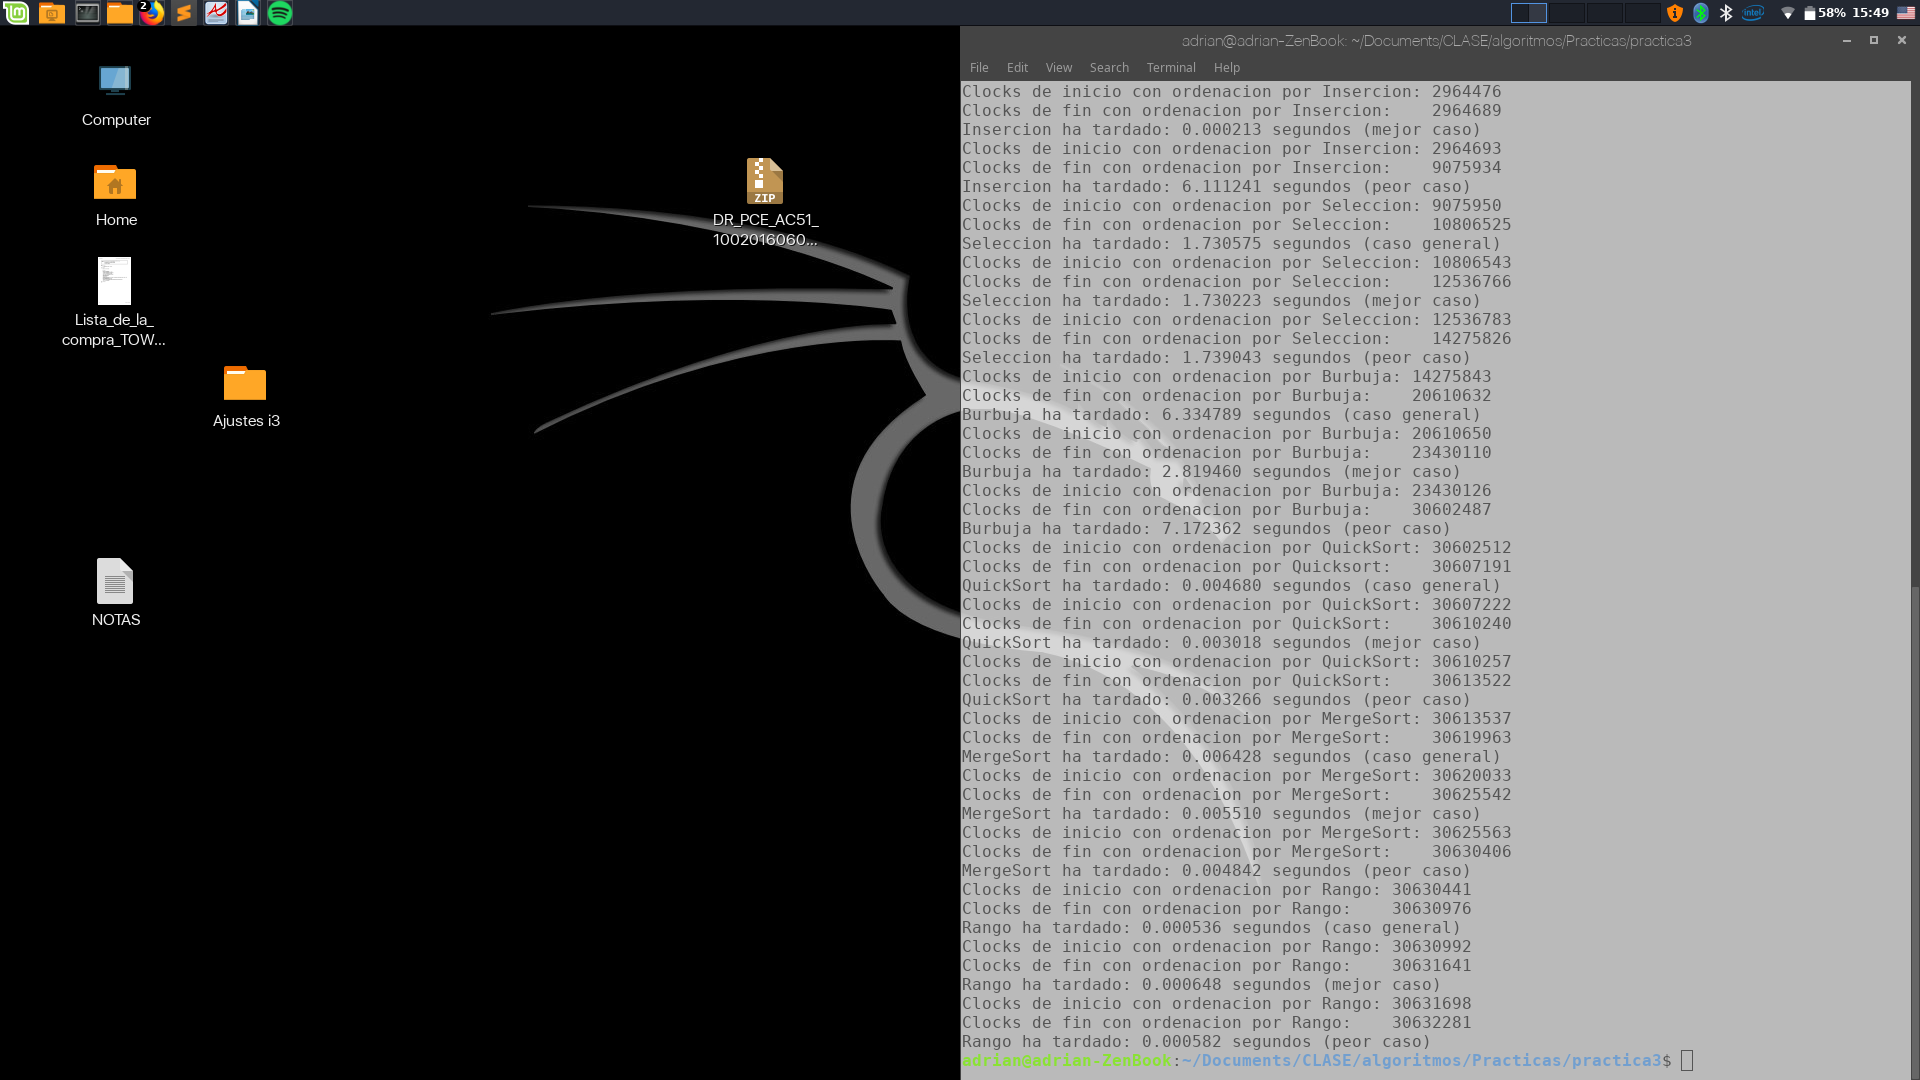 2
58% 15:49
Computer
Home
Lista_de_la_
compra_TOW...
Ajustes i3
NOTAS
ZIP
DR_PCE_AC51_
1002016060...
adrian@adrian-ZenBook: ~/Documents/CLASE/algoritmos/Practicas/practica3
File Edit View Search Terminal Help
Clocks de inicio con ordenacion por Insercion: 2964476
Clocks de fin con ordenacion por Insercion:    2964689
Insercion ha tardado: 0.000213 segundos (mejor caso)
Clocks de inicio con ordenacion por Insercion: 2964693
Clocks de fin con ordenacion por Insercion:    9075934
Insercion ha tardado: 6.111241 segundos (peor caso)
Clocks de inicio con ordenacion por Seleccion: 9075950
Clocks de fin con ordenacion por Seleccion:    10806525
Seleccion ha tardado: 1.730575 segundos (caso general)
Clocks de inicio con ordenacion por Seleccion: 10806543
Clocks de fin con ordenacion por Seleccion:    12536766
Seleccion ha tardado: 1.730223 segundos (mejor caso)
Clocks de inicio con ordenacion por Seleccion: 12536783
Clocks de fin con ordenacion por Seleccion:    14275826
Seleccion ha tardado: 1.739043 segundos (peor caso)
Clocks de inicio con ordenacion por Burbuja: 14275843
Clocks de fin con ordenacion por Burbuja:    20610632
Burbuja ha tardado: 6.334789 segundos (caso general)
Clocks de inicio con ordenacion por Burbuja: 20610650
Clocks de fin con ordenacion por Burbuja:    23430110
Burbuja ha tardado: 2.819460 segundos (mejor caso)
Clocks de inicio con ordenacion por Burbuja: 23430126
Clocks de fin con ordenacion por Burbuja:    30602487
Burbuja ha tardado: 7.172362 segundos (peor caso)
Clocks de inicio con ordenacion por QuickSort: 30602512
Clocks de fin con ordenacion por Quicksort:    30607191
QuickSort ha tardado: 0.004680 segundos (caso general)
Clocks de inicio con ordenacion por QuickSort: 30607222
Clocks de fin con ordenacion por QuickSort:    30610240
QuickSort ha tardado: 0.003018 segundos (mejor caso)
Clocks de inicio con ordenacion por QuickSort: 30610257
Clocks de fin con ordenacion por QuickSort:    30613522
QuickSort ha tardado: 0.003266 segundos (peor caso)
Clocks de inicio con ordenacion por MergeSort: 30613537
Clocks de fin con ordenacion por MergeSort:    30619963
MergeSort ha tardado: 0.006428 segundos (caso general)
Clocks de inicio con ordenacion por MergeSort: 30620033
Clocks de fin con ordenacion por MergeSort:    30625542
MergeSort ha tardado: 0.005510 segundos (mejor caso)
Clocks de inicio con ordenacion por MergeSort: 30625563
Clocks de fin con ordenacion por MergeSort:    30630406
MergeSort ha tardado: 0.004842 segundos (peor caso)
Clocks de inicio con ordenacion por Rango: 30630441
Clocks de fin con ordenacion por Rango:    30630976
Rango ha tardado: 0.000536 segundos (caso general)
Clocks de inicio con ordenacion por Rango: 30630992
Clocks de fin con ordenacion por Rango:    30631641
Rango ha tardado: 0.000648 segundos (mejor caso)
Clocks de inicio con ordenacion por Rango: 30631698
Clocks de fin con ordenacion por Rango:    30632281
Rango ha tardado: 0.000582 segundos (peor caso)
adrian@adrian-ZenBook:~/Documents/CLASE/algoritmos/Practicas/practica3$